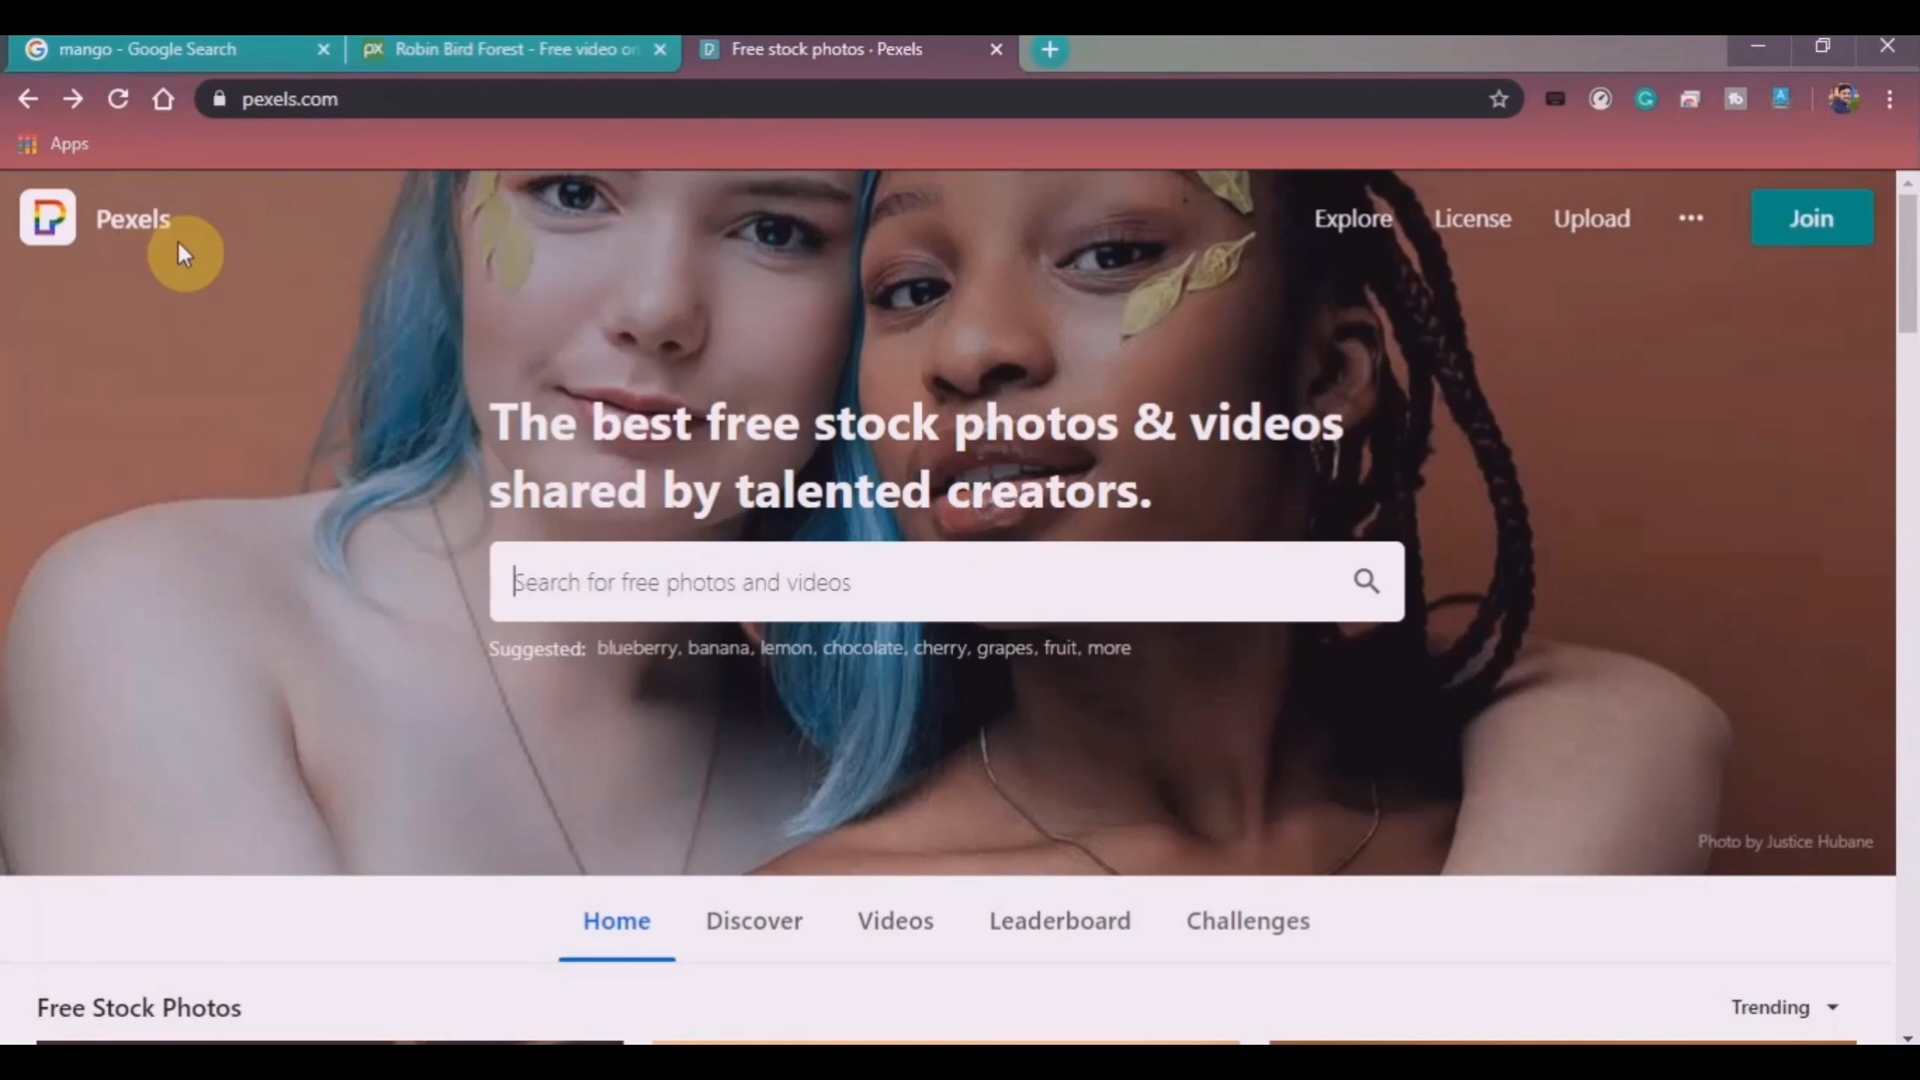 mango - Google Search
Robin Bird Forest - Free video on
Free stock photos · Pexels
pexels.com
Apps
Pexels
Explore
License
Upload
Join
The best free stock photos & videos
shared by talented creators.
Search for free photos and videos
Suggested: blueberry, banana, lemon, chocolate, cherry, grapes, fruit, more
Photo by Justice Hubane
Home
Discover
Videos
Leaderboard
Challenges
Free Stock Photos
Trending